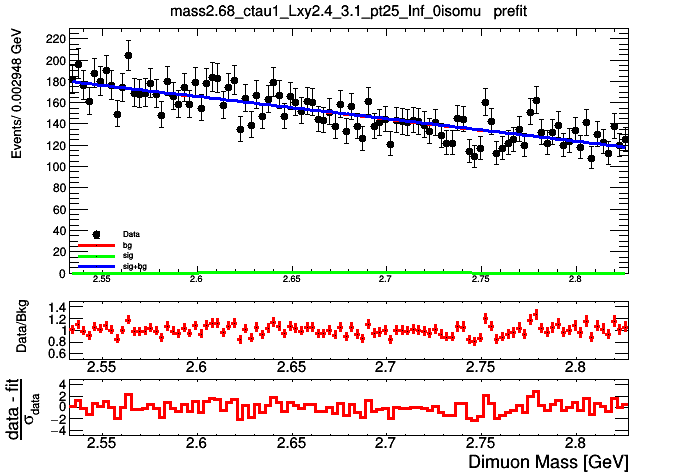 mass2.68_ctau1_Lxy2.4_3.1_pt25_Inf_0isomu prefit
Events/ 0.002948 GeV
220
200
180
160
140
120
100
80
60
40
20
0
Data
bg
sig
sig+bg
2.55 2.6 2.65 2.7 2.75 2.8
Data/Bkg
1.4
1.2
1
0.8
0.6
2.55 2.6 2.65 2.7 2.75 2.8
data - fit
σdata
4
2
0
−2
−4
2.55 2.6 2.65 2.7 2.75 2.8
Dimuon Mass [GeV]